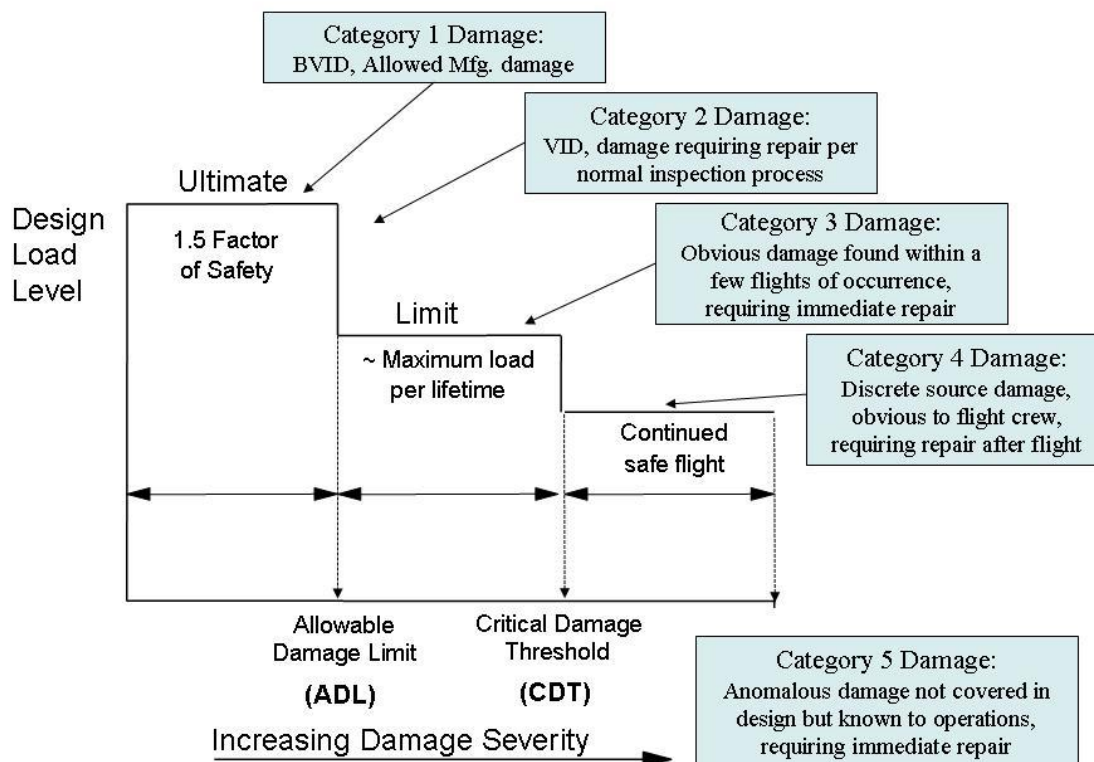 Category 1 Damage:
BVID, Allowed Mfg. damage
Category 2 Damage:
VID, damage requiring repair per
normal inspection process
Category 3 Damage:
Obvious damage found within a
few flights of occurrence,
requiring immediate repair
Category 4 Damage:
Discrete source damage,
obvious to flight crew,
requiring repair after flight
Ultimate
Design
Load
Level
1.5 Factor
of Safety
Limit
~ Maximum load
per lifetime
Continued
safe flight
Allowable
Damage Limit
(ADL)
Critical Damage
Threshold
(CDT)
Increasing Damage Severity
Category 5 Damage:
Anomalous damage not covered in
design but known to operations,
requiring immediate repair